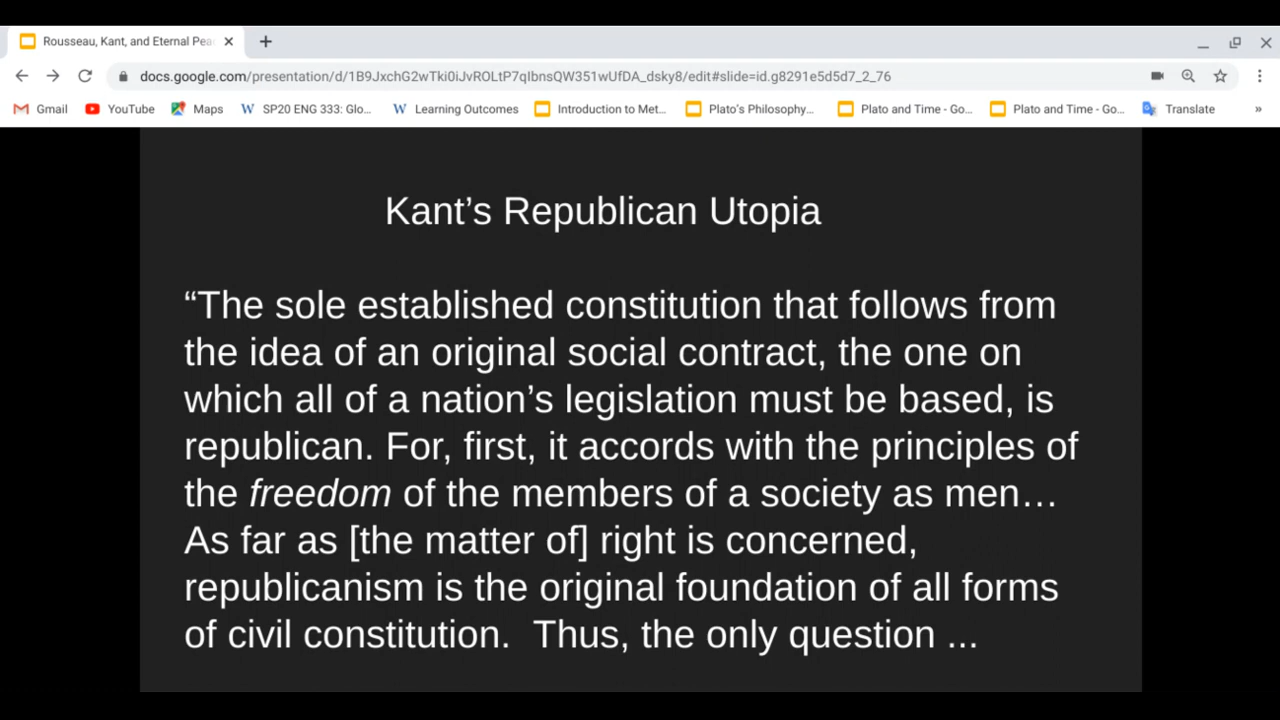 Rousseau, Kant, and Eternal Pea
docs.google.com/presentation/d/1B9JxchG2wTki0iJvROLtP7qIbnsQW351wUfDA_dsky8/edit#slide=id.g8291e5d5d7_2_76
Gmail YouTube Maps SP20 ENG 333: Glo... Learning Outcomes Introduction to Met... Plato's Philosophy... Plato and Time - Go... Plato and Time - Go... Translate »
Kant’s Republican Utopia
“The sole established constitution that follows from
the idea of an original social contract, the one on
which all of a nation’s legislation must be based, is
republican. For, first, it accords with the principles of
the freedom of the members of a society as men…
As far as [the matter of] right is concerned,
republicanism is the original foundation of all forms
of civil constitution.  Thus, the only question ...